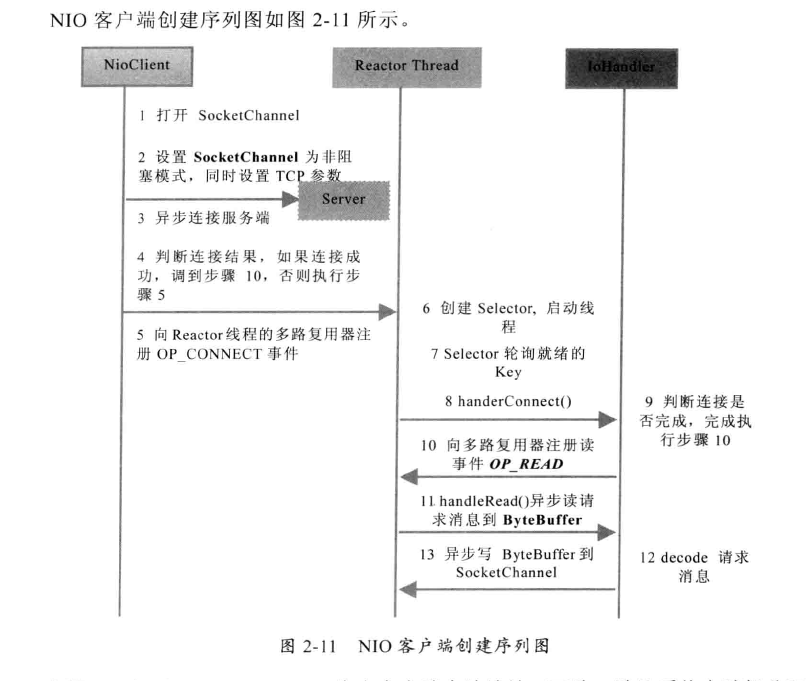 NIO 客户端创建序列图如图 2-11 所示。
NioClient
Reactor Thread
IoHandler
1 打开 SocketChannel
2 设置 SocketChannel 为非阻
塞模式，同时设置 TCP 参数
Server
3 异步连接服务端
4 判断连接结果，如果连接成
功，调到步骤 10，否则执行步
骤 5
5 向 Reactor 线程的多路复用器注
册 OP_CONNECT 事件
6 创建 Selector, 启动线
程
7 Selector 轮询就绪的
Key
8 handerConnect()
9 判断连接是
否完成，完成执
行步骤 10
10 向多路复用器注册读
事件 OP_READ
11 handleRead()异步读请
求消息到 ByteBuffer
12 decode 请求
消息
13 异步写 ByteBuffer 到
SocketChannel
图 2-11 NIO 客户端创建序列图